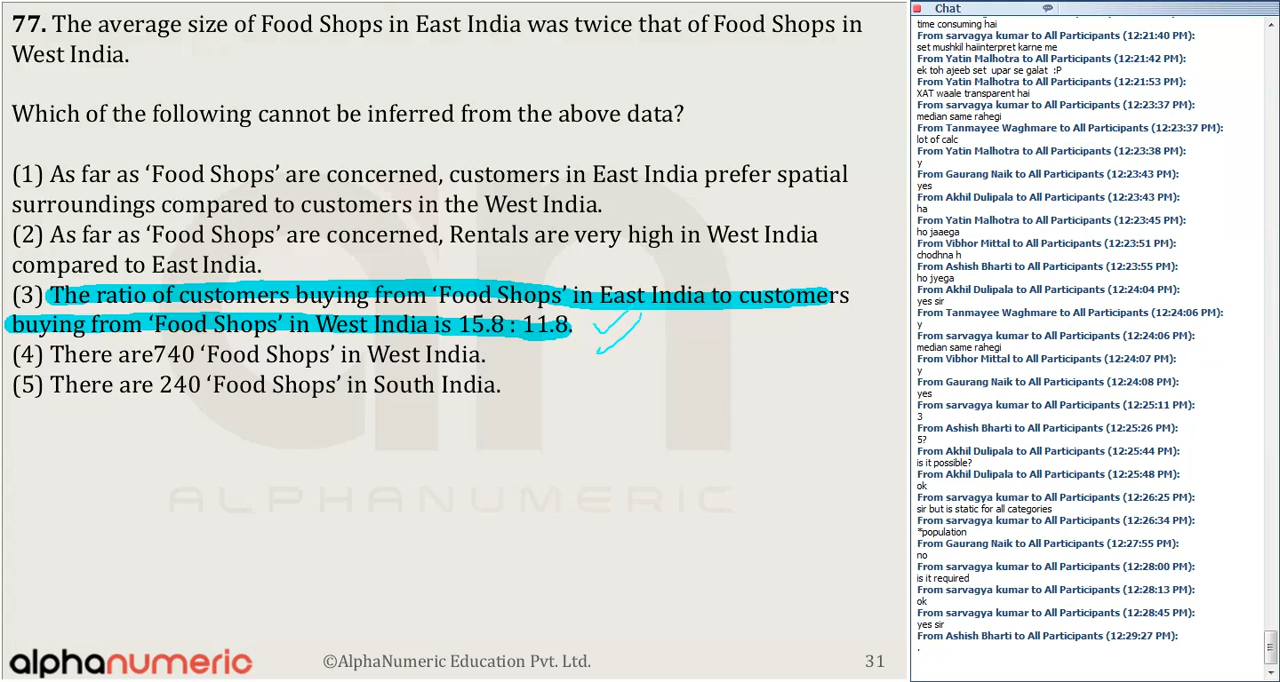 77. The average size of Food Shops in East India was twice that of Food Shops in
West India.
Which of the following cannot be inferred from the above data?
(1) As far as ‘Food Shops’ are concerned, customers in East India prefer spatial
surroundings compared to customers in the West India.
(2) As far as ‘Food Shops’ are concerned, Rentals are very high in West India
compared to East India.
(3) The ratio of customers buying from ‘Food Shops’ in East India to customers
buying from ‘Food Shops’ in West India is 15.8 : 11.8.
(4) There are740 ‘Food Shops’ in West India.
(5) There are 240 ‘Food Shops’ in South India.
ALPHANUMERIC
alphanumeric
©AlphaNumeric Education Pvt. Ltd.
31
Chat
time consuming hai
From sarvagya kumar to All Participants (12:21:40 PM):
set mushkil haiinterpret karne me
From Yatin Malhotra to All Participants (12:21:42 PM):
ek toh ajeeb set upar se galat :P
From Yatin Malhotra to All Participants (12:21:53 PM):
XAT waale transparent hai
From sarvagya kumar to All Participants (12:23:37 PM):
median same rahegi
From Tanmayee Waghmare to All Participants (12:23:37 PM):
lot of calc
From Yatin Malhotra to All Participants (12:23:38 PM):
y
From Gaurang Naik to All Participants (12:23:43 PM):
yes
From Akhil Dulipala to All Participants (12:23:43 PM):
ha
From Yatin Malhotra to All Participants (12:23:45 PM):
ho jaaega
From Vibhor Mittal to All Participants (12:23:51 PM):
chodhna h
From Ashish Bharti to All Participants (12:23:55 PM):
ho jyega
From Akhil Dulipala to All Participants (12:24:04 PM):
yes sir
From Tanmayee Waghmare to All Participants (12:24:06 PM):
y
From sarvagya kumar to All Participants (12:24:06 PM):
median same rahegi
From Vibhor Mittal to All Participants (12:24:07 PM):
y
From Gaurang Naik to All Participants (12:24:08 PM):
yes
From sarvagya kumar to All Participants (12:25:11 PM):
3
From Ashish Bharti to All Participants (12:25:26 PM):
5?
From Akhil Dulipala to All Participants (12:25:44 PM):
is it possible?
From Akhil Dulipala to All Participants (12:25:48 PM):
ok
From sarvagya kumar to All Participants (12:26:25 PM):
sir but is static for all categories
From sarvagya kumar to All Participants (12:26:34 PM):
*population
From Gaurang Naik to All Participants (12:27:55 PM):
no
From sarvagya kumar to All Participants (12:28:00 PM):
is it required
From sarvagya kumar to All Participants (12:28:13 PM):
ok
From sarvagya kumar to All Participants (12:28:45 PM):
yes sir
From Ashish Bharti to All Participants (12:29:27 PM):
.